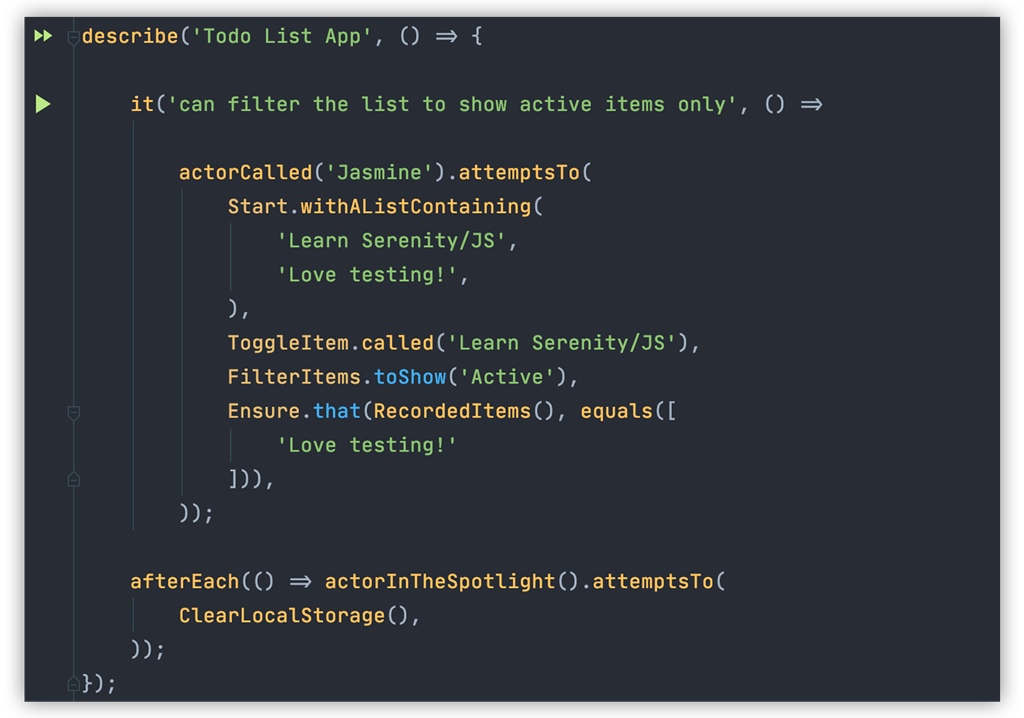 describe('Todo List App', () => {
it('can filter the list to show active items only', () =>
actorCalled('Jasmine').attemptsTo(
Start.withAListContaining(
'Learn Serenity/JS',
'Love testing!',
),
ToggleItem.called('Learn Serenity/JS'),
FilterItems.toShow('Active'),
Ensure.that(RecordedItems(), equals([
'Love testing!'
])),
));
afterEach(() => actorInTheSpotlight().attemptsTo(
ClearLocalStorage(),
));
});